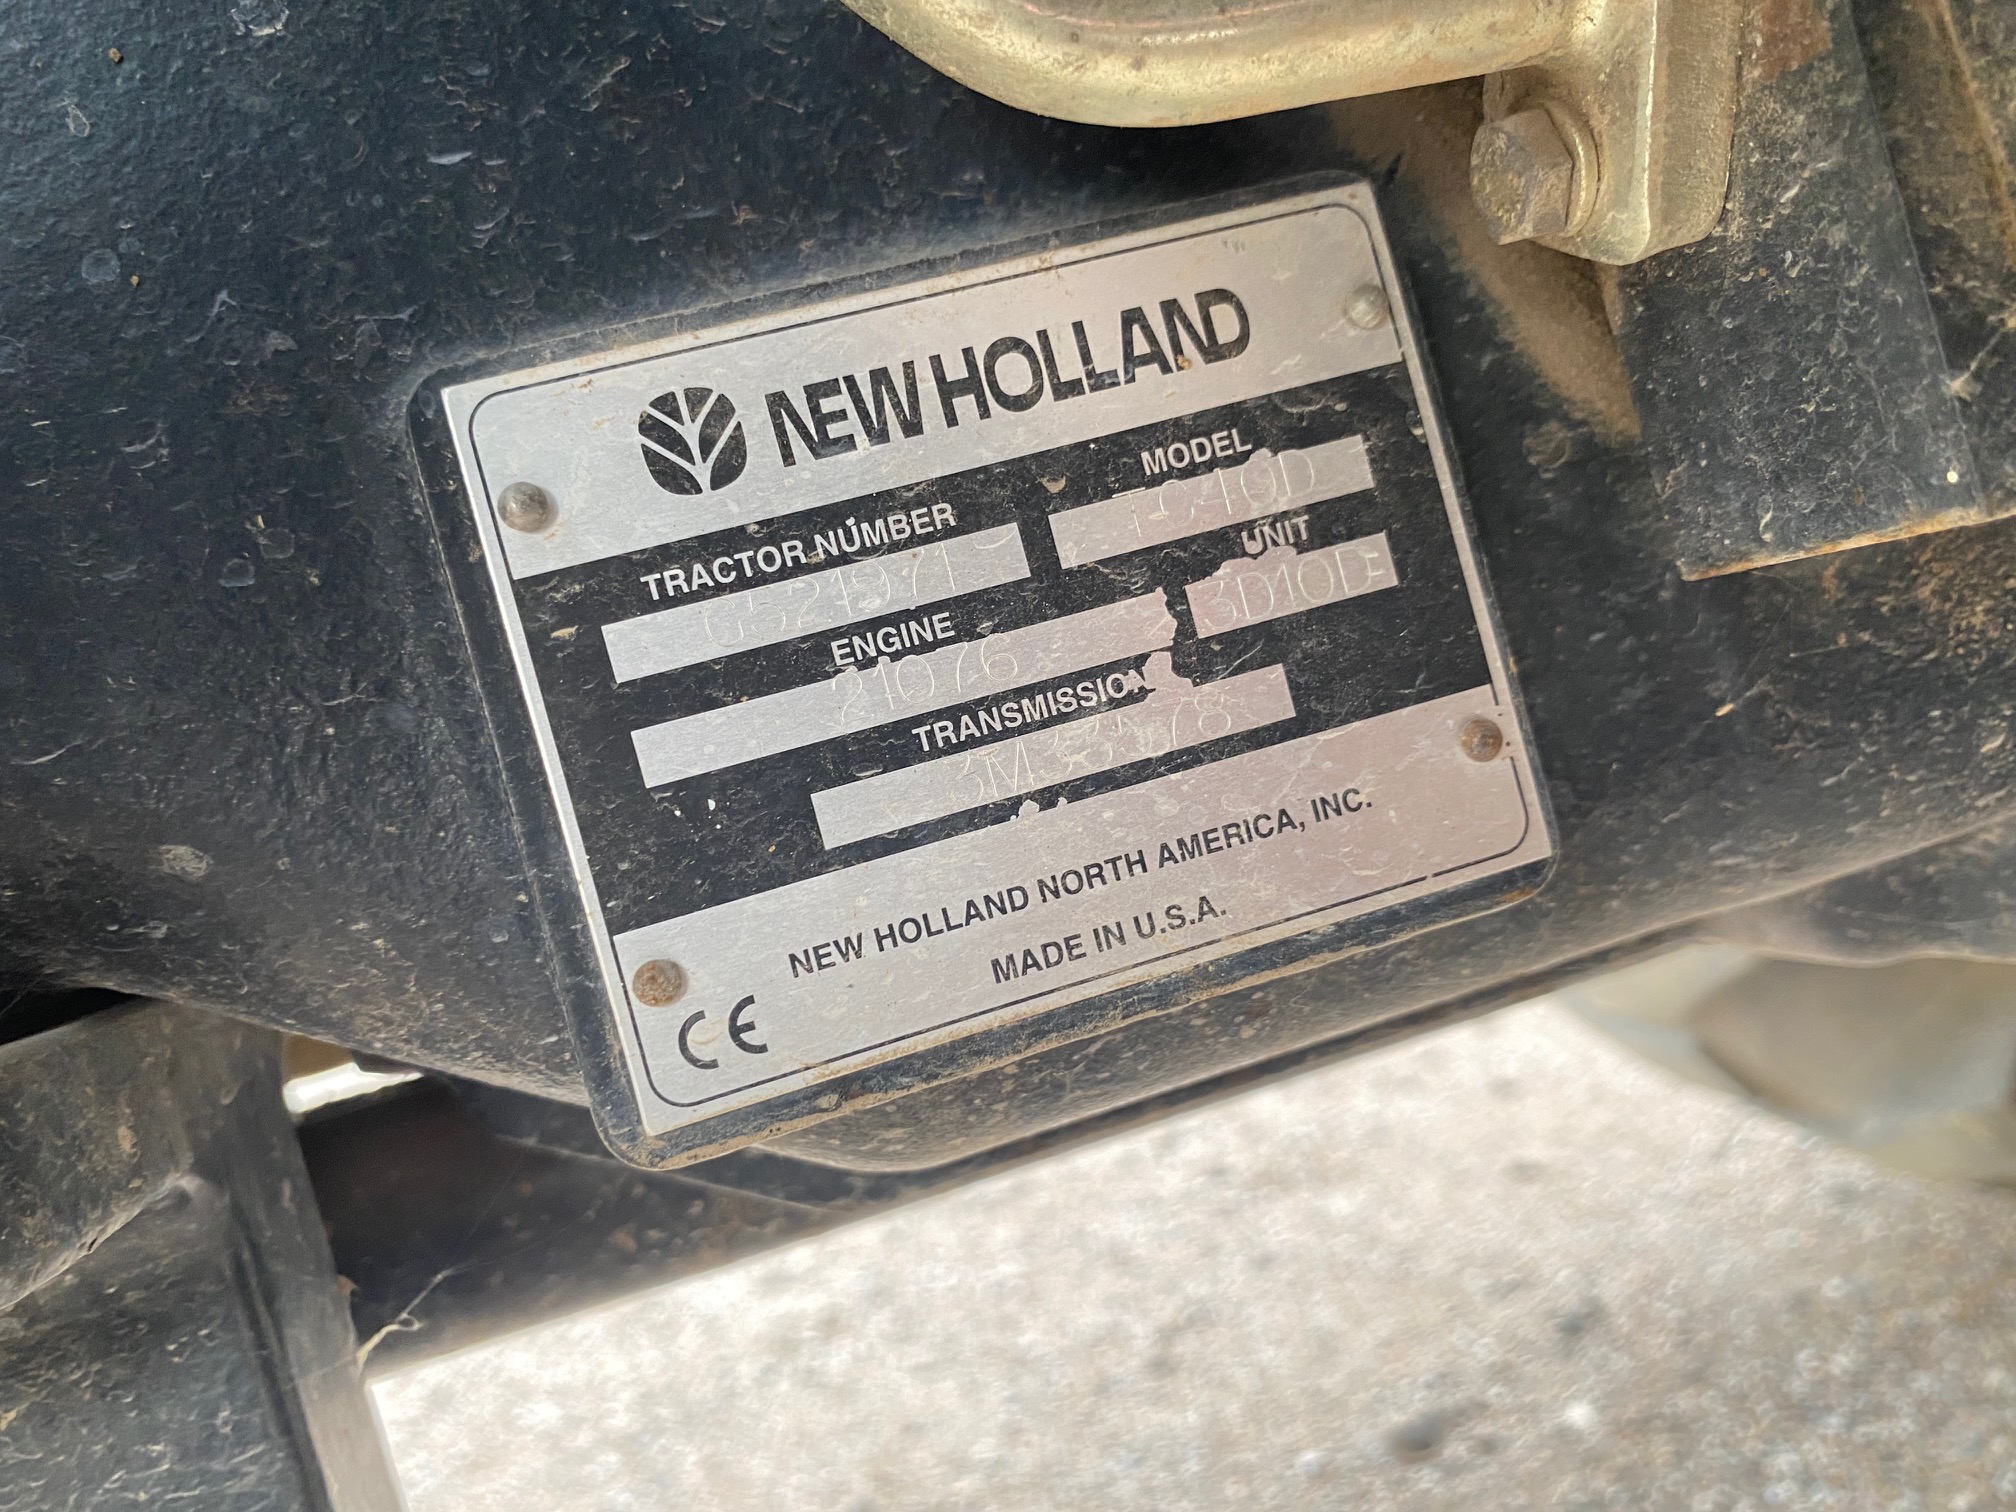 NEW HOLLAND
TRACTOR NUMBER MODEL
G521971 TC40D
ENGINE UNIT
21076 3D10D
TRANSMISSION
NEW HOLLAND NORTH AMERICA, INC.
MADE IN U.S.A.
CE